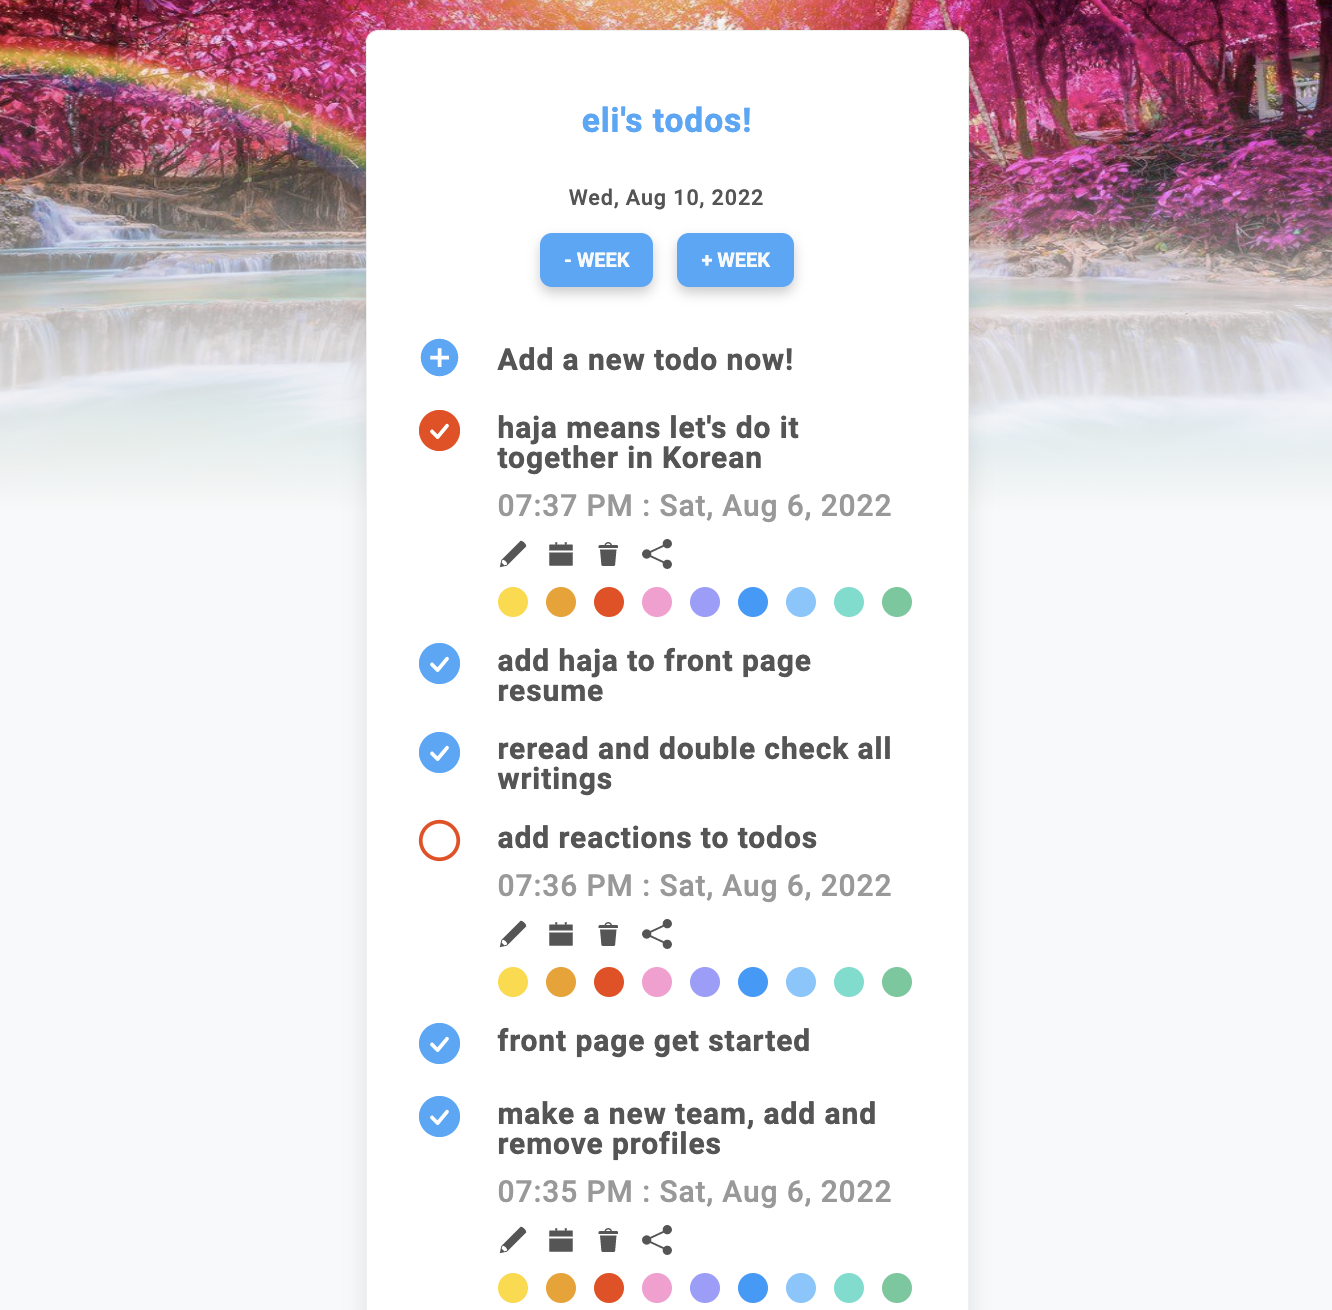 eli's todos!
Wed, Aug 10, 2022
- WEEK
+ WEEK
Add a new todo now!
haja means let's do it
together in Korean
07:37 PM : Sat, Aug 6, 2022
add haja to front page
resume
reread and double check all
writings
add reactions to todos
07:36 PM : Sat, Aug 6, 2022
front page get started
make a new team, add and
remove profiles
07:35 PM : Sat, Aug 6, 2022